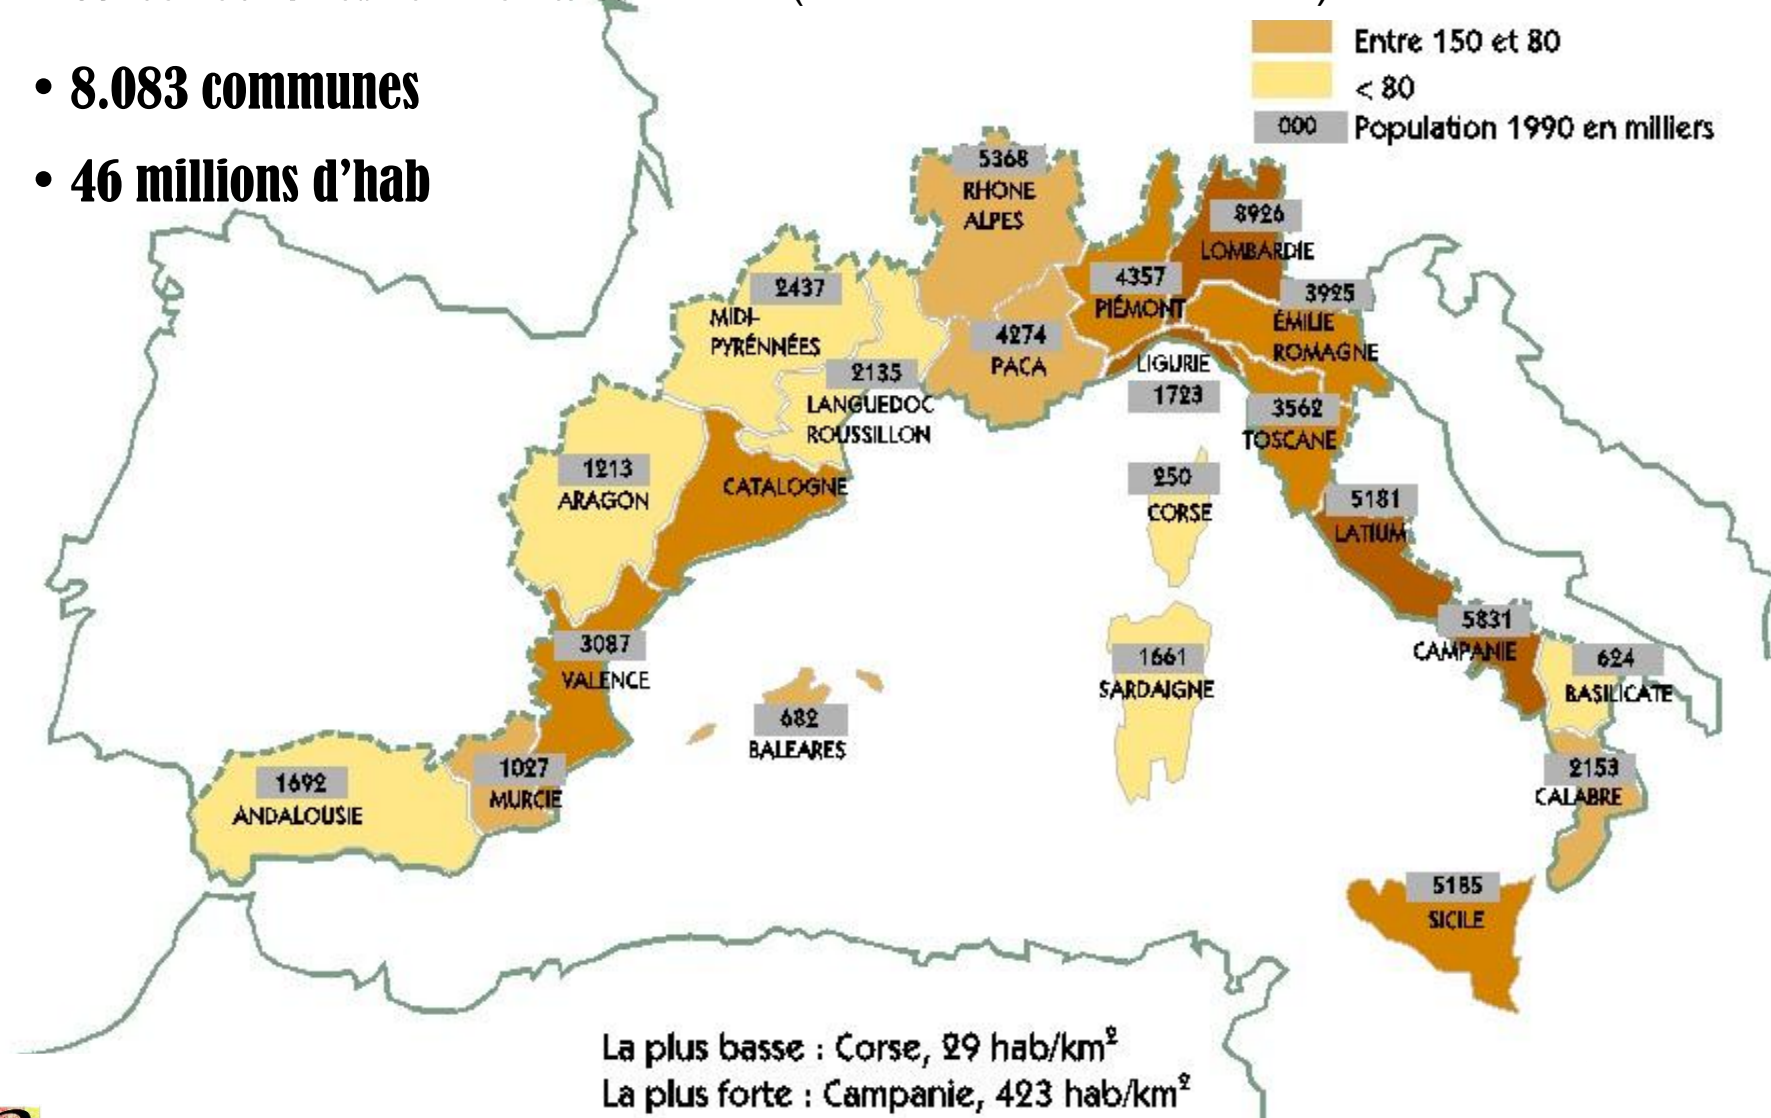 • 8.083 communes
• 46 millions d’hab
Entre 150 et 80
< 80
000 Population 1990 en milliers
5368
RHONE
ALPES
8926
LOMBARDIE
4357
PIÉMONT
3925
ÉMILIE
ROMAGNE
2437
MIDI-
PYRÉNNÉES
4274
PACA
LIGURIE
1723
2135
LANGUEDOC
ROUSSILLON
3562
TOSCANE
1213
ARAGON
CATALOGNE
250
CORSE
5181
LATIUM
3087
VALENCE
1661
SARDAIGNE
5831
CAMPANIE
624
BASILICATE
682
BALEARES
1692
ANDALOUSIE
1027
MURCIE
2153
CALABRE
5185
SICILE
La plus basse : Corse, 29 hab/km²
La plus forte : Campanie, 423 hab/km²